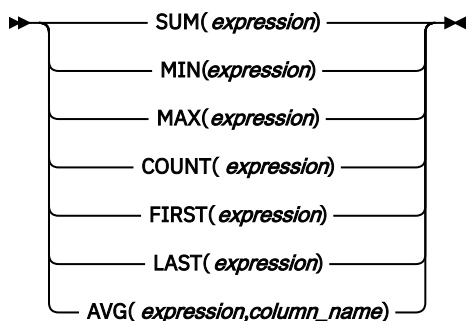 SUM( expression)
MIN(expression)
MAX(expression)
COUNT( expression)
FIRST(expression)
LAST( expression)
AVG( expression,column_name)